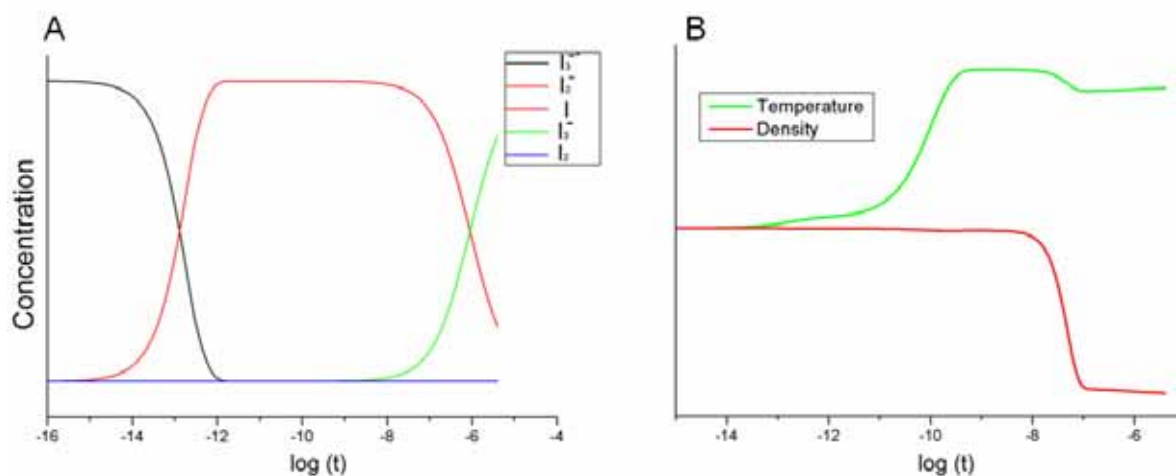 A
Concentration
I₃⁻*
I₂⁻
I
I₃⁻
I₂
-16
-14
-12
-10
-8
-6
-4
log (t)
B
Temperature
Density
-14
-12
-10
-8
-6
log (t)